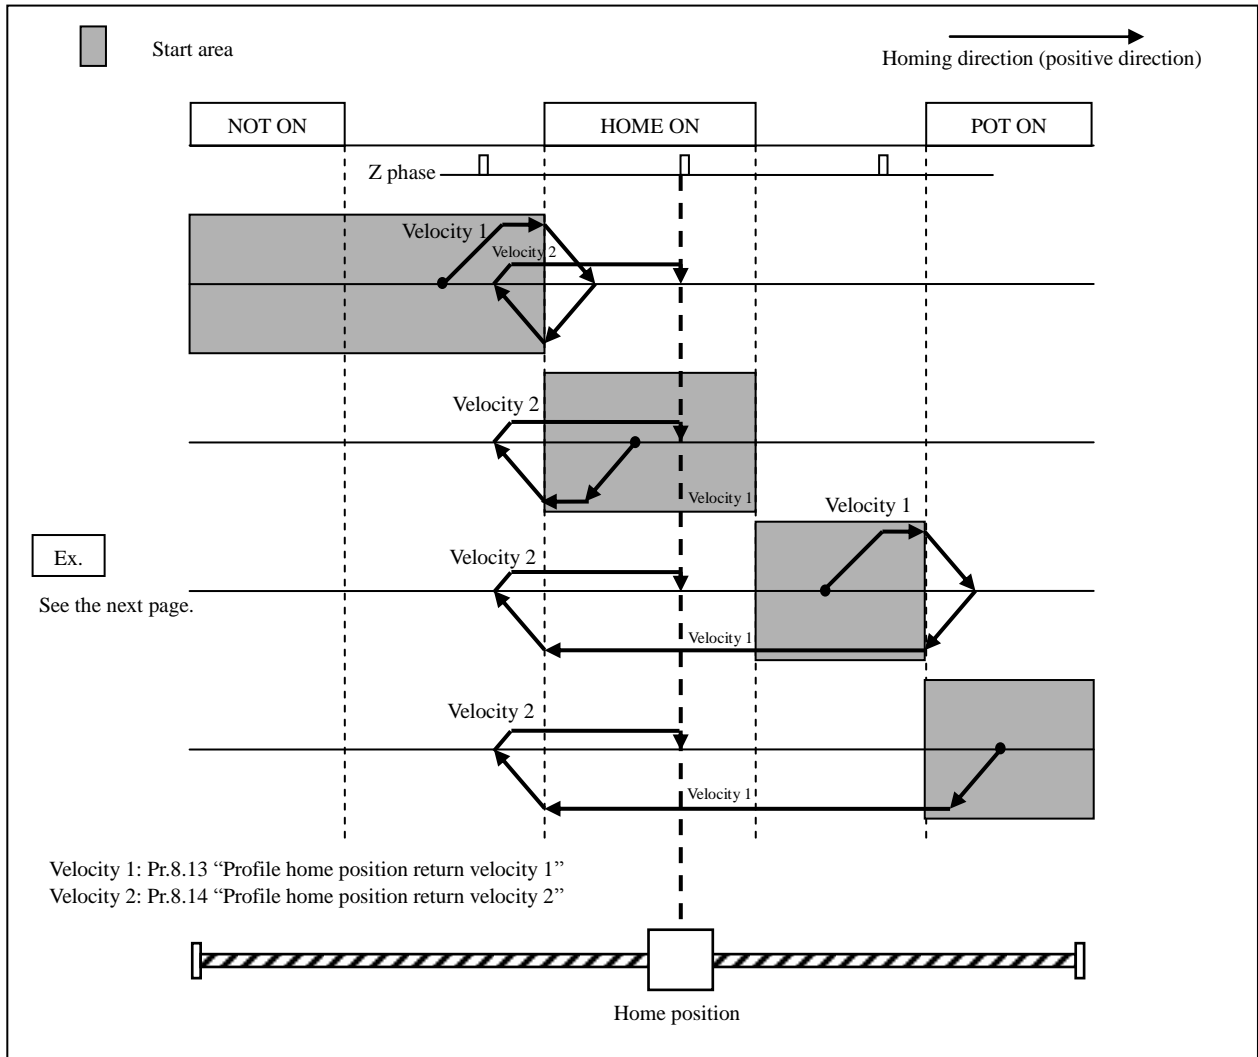 Start area
Homing direction (positive direction)
NOT ON
HOME ON
POT ON
Z phase
Velocity 1
Velocity 2
Velocity 2
Velocity 1
Velocity 1
Ex.
See the next page.
Velocity 2
Velocity 1
Velocity 2
Velocity 1
Velocity 1: Pr.8.13 “Profile home position return velocity 1”
Velocity 2: Pr.8.14 “Profile home position return velocity 2”
Home position